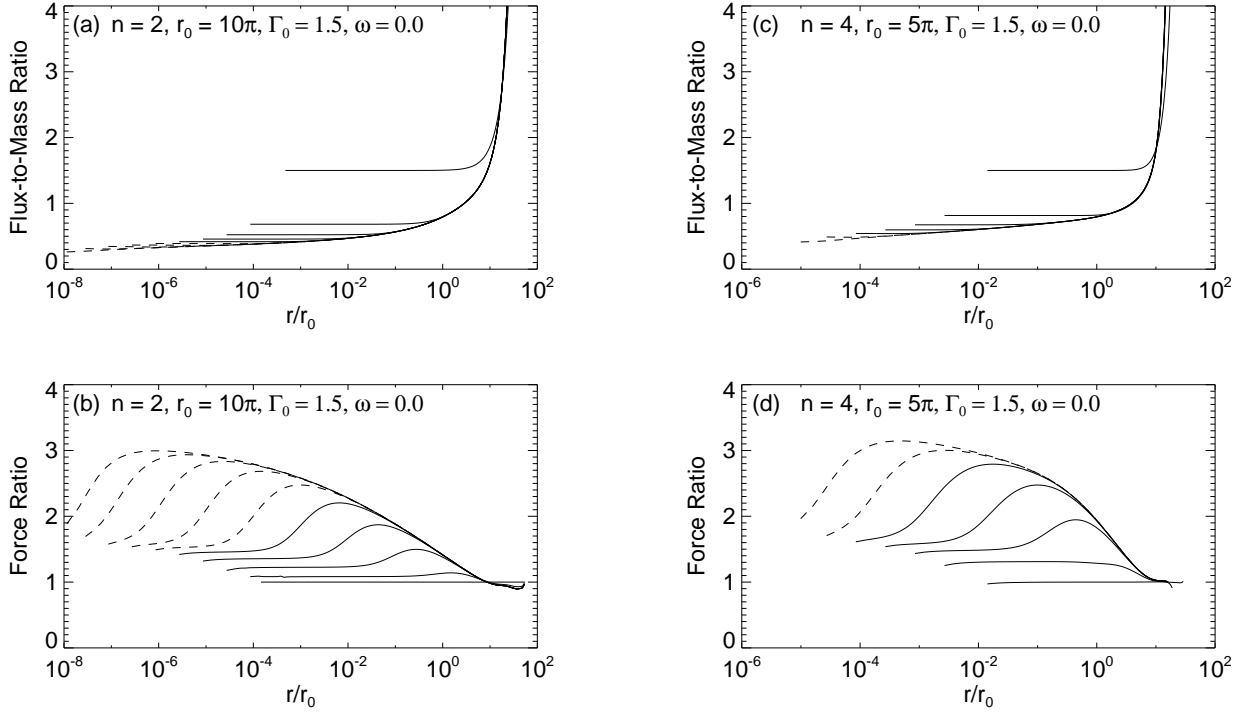 (a) n = 2, r₀ = 10π, Γ₀ = 1.5, ω = 0.0
Flux-to-Mass Ratio
4
3
2
1
0
10⁻⁸ 10⁻⁶ 10⁻⁴ 10⁻² 10⁰ 10²
r/r₀
(c) n = 4, r₀ = 5π, Γ₀ = 1.5, ω = 0.0
Flux-to-Mass Ratio
4
3
2
1
0
10⁻⁶ 10⁻⁴ 10⁻² 10⁰ 10²
r/r₀
(b) n = 2, r₀ = 10π, Γ₀ = 1.5, ω = 0.0
Force Ratio
4
3
2
1
0
10⁻⁸ 10⁻⁶ 10⁻⁴ 10⁻² 10⁰ 10²
r/r₀
(d) n = 4, r₀ = 5π, Γ₀ = 1.5, ω = 0.0
Force Ratio
4
3
2
1
0
10⁻⁶ 10⁻⁴ 10⁻² 10⁰ 10²
r/r₀